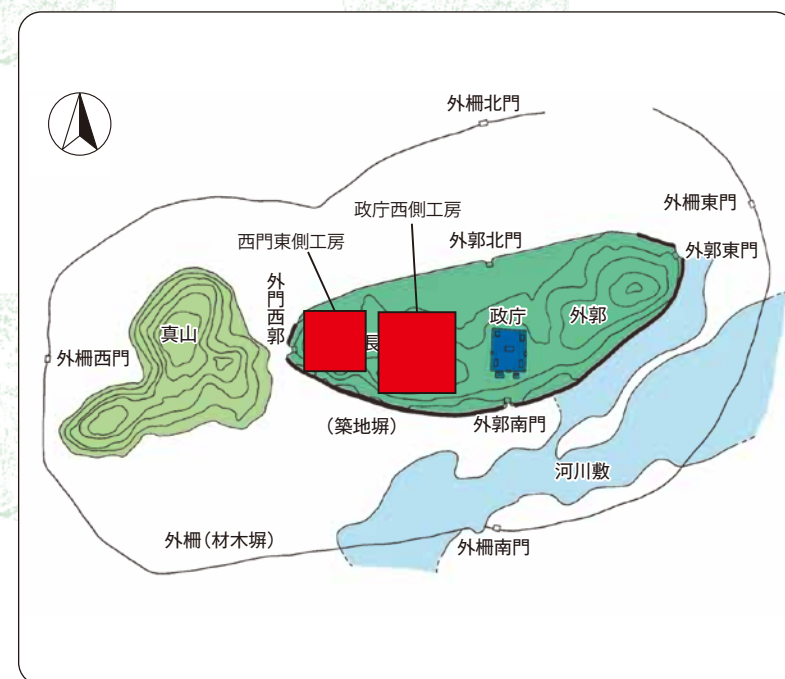 外柵北門
政庁西側工房
外柵東門
西門東側工房
外郭北門
外郭東門
外門西郭
政庁
外郭
真山
長
外柵西門
(築地塀)
外郭南門
河川敷
外柵(材木塀)
外柵南門